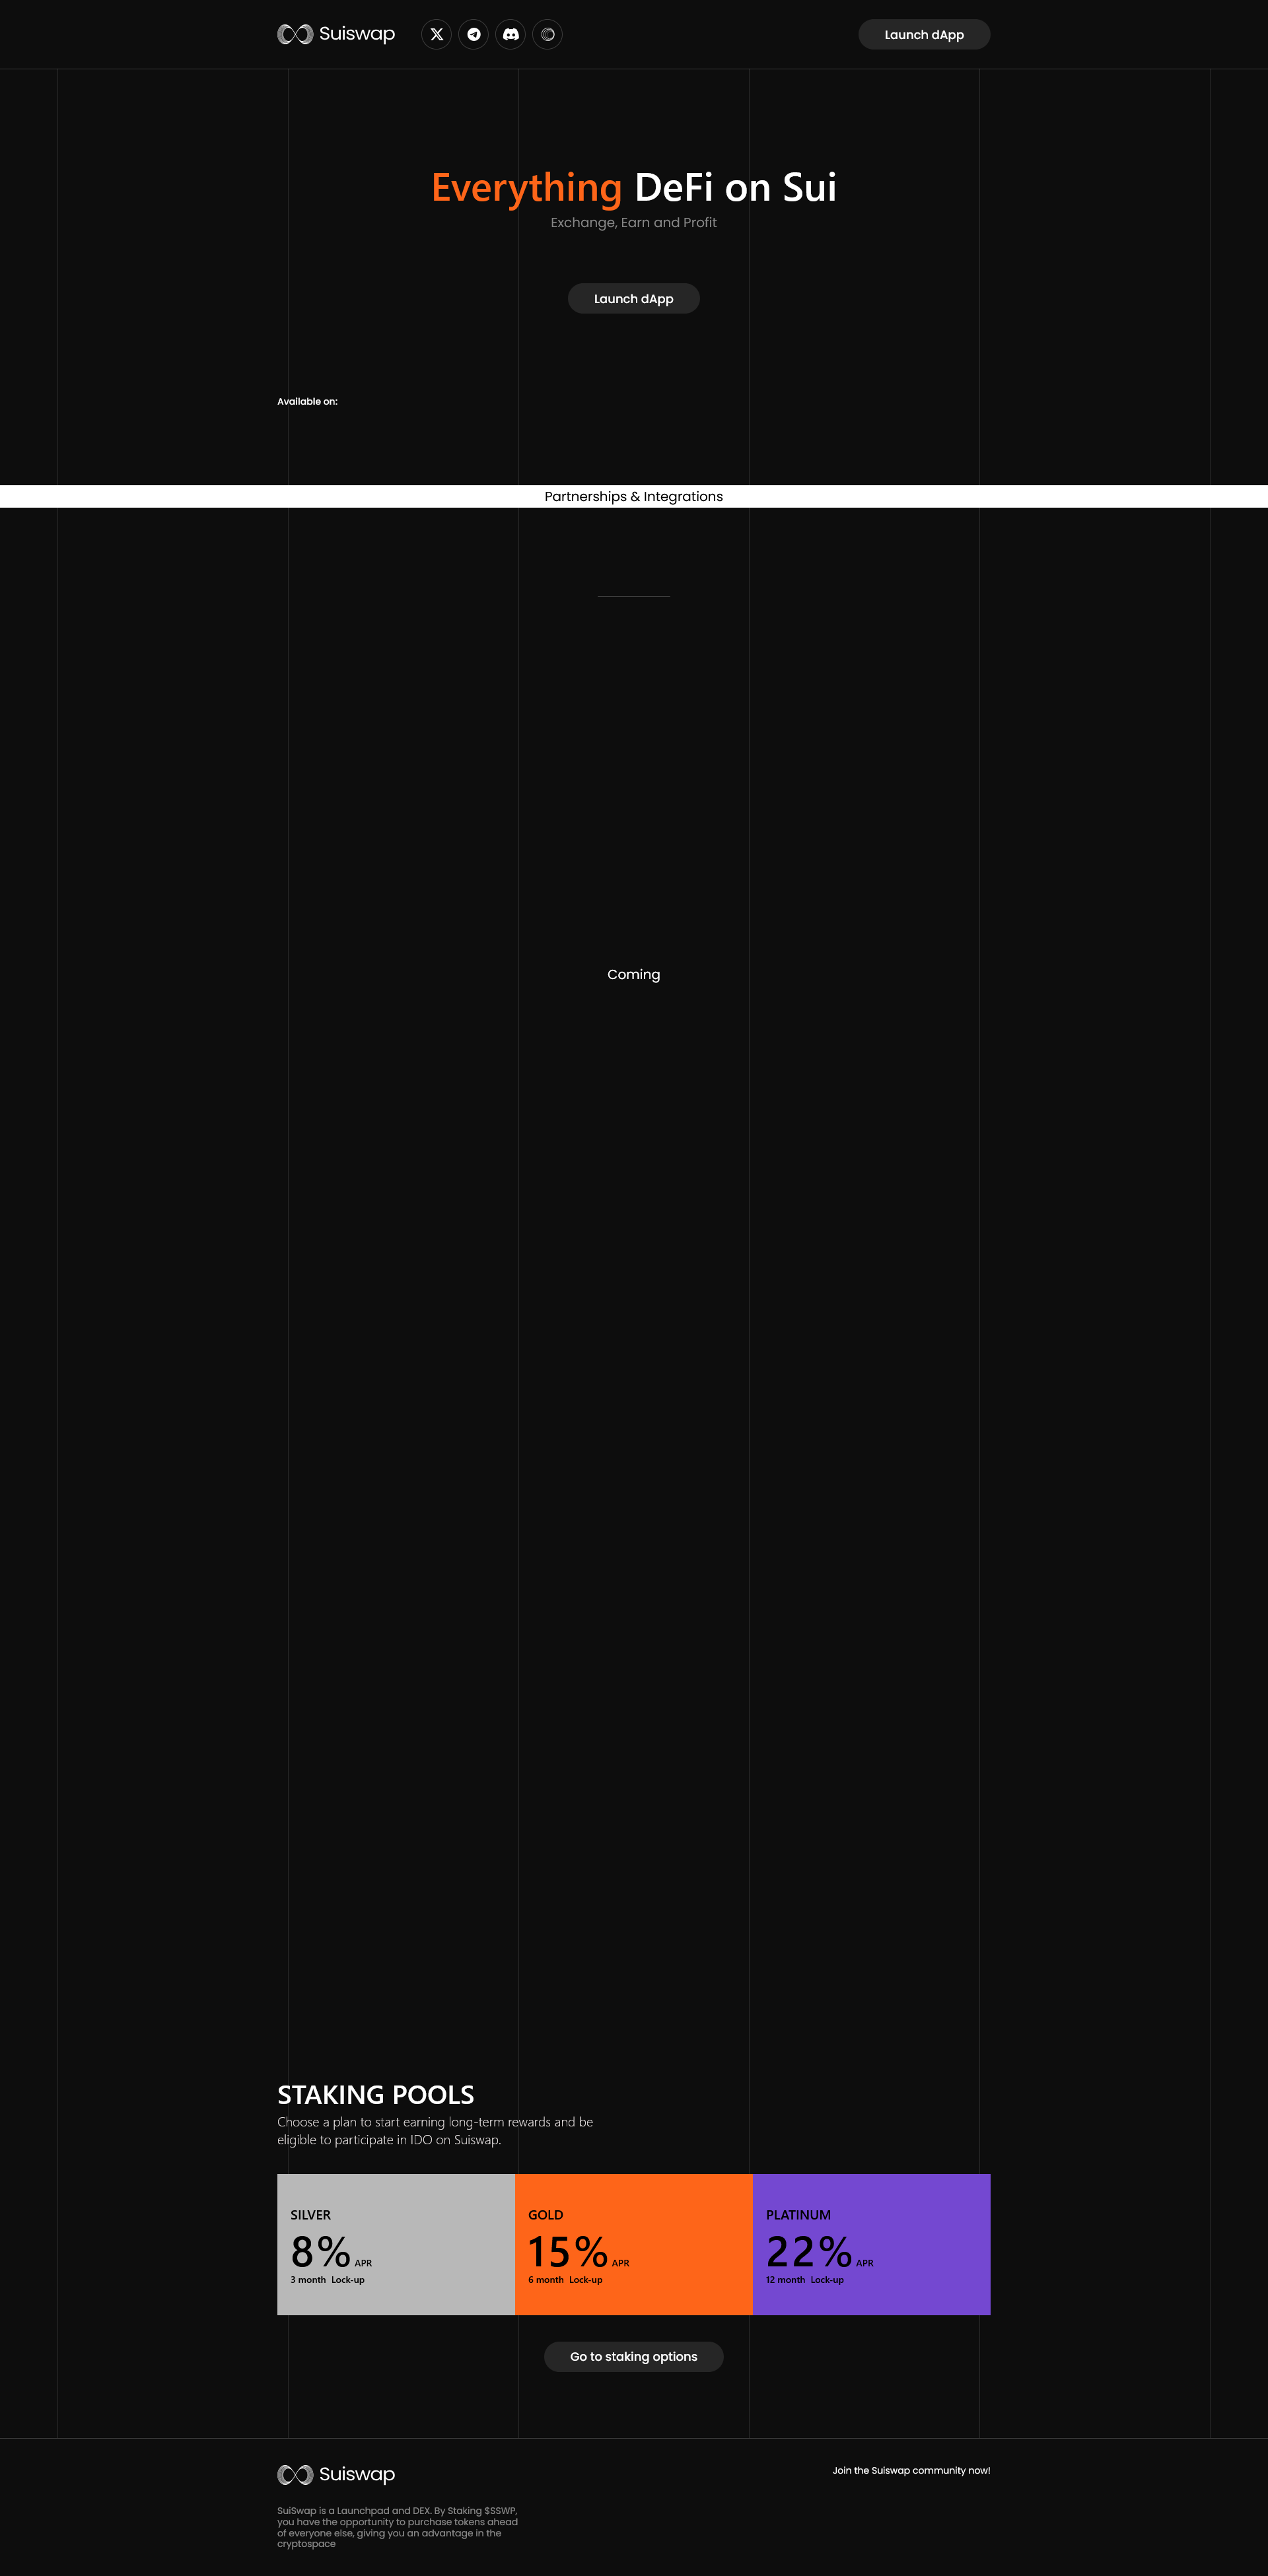 Suiswap
Launch dApp
Everything DeFi on Sui
Exchange, Earn and Profit
Launch dApp
Available on:
Partnerships & Integrations
Coming
STAKING POOLS
Choose a plan to start earning long-term rewards and be
eligible to participate in IDO on Suiswap.
SILVER
8% APR
3 month Lock-up
GOLD
15% APR
6 month Lock-up
PLATINUM
22% APR
12 month Lock-up
Go to staking options
Suiswap
Join the Suiswap community now!
SuiSwap is a Launchpad and DEX. By Staking $SSWP,
you have the opportunity to purchase tokens ahead
of everyone else, giving you an advantage in the
cryptospace